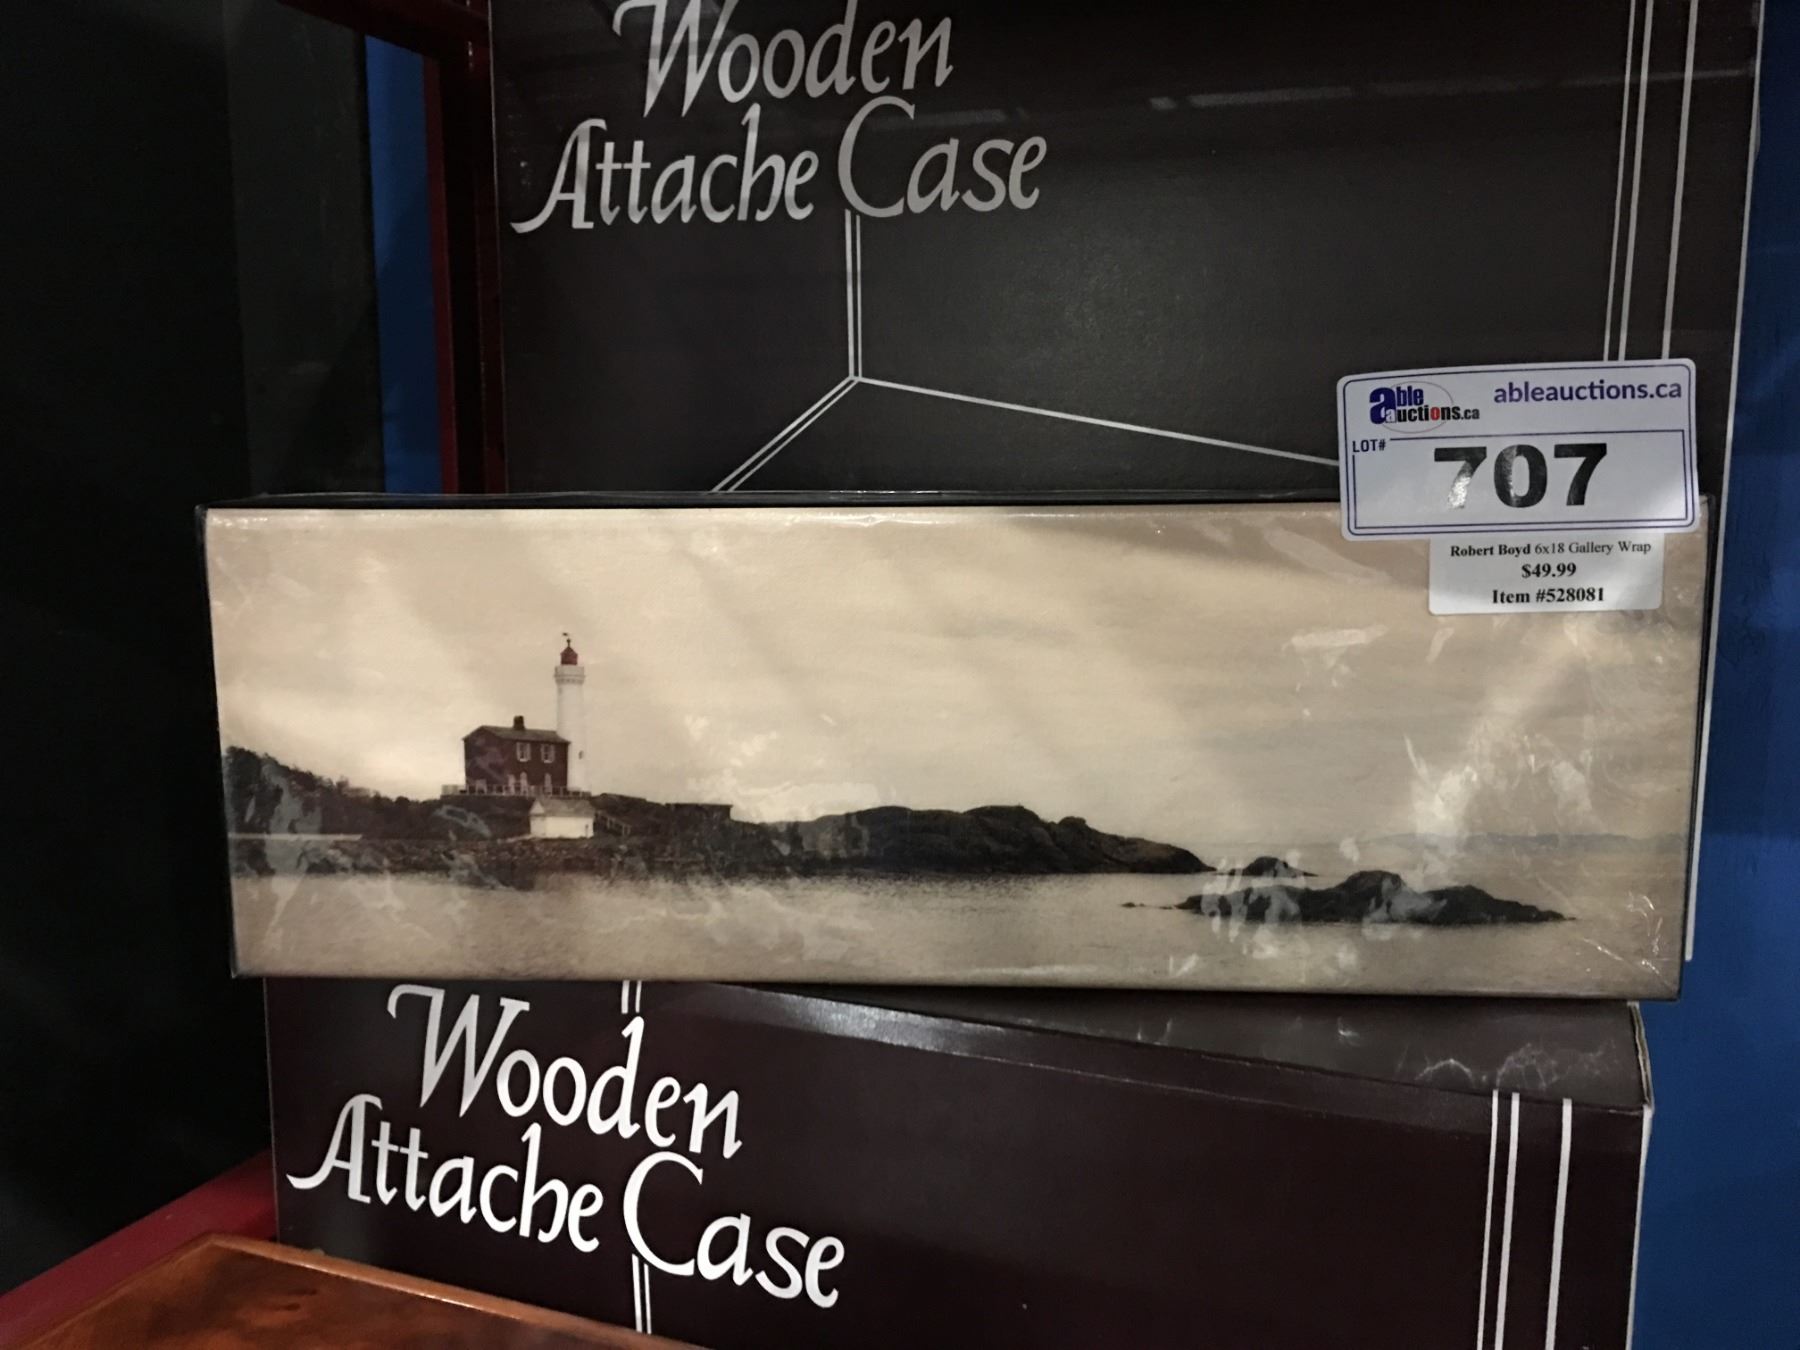 Wooden
Attache Case
able auctions.ca
ableauctions.ca
LOT#
707
Robert Boyd 6x18 Gallery Wrap
$49.99
Item #528081
Wooden
Attache Case